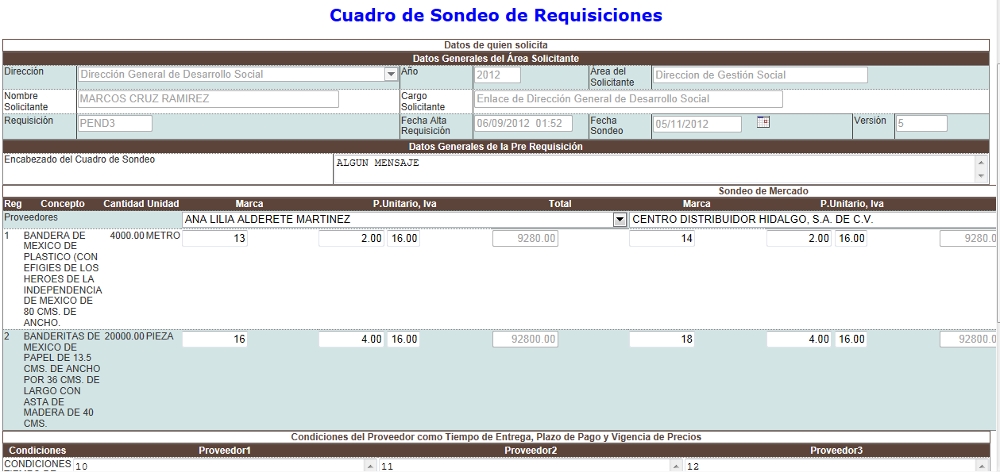 Cuadro de Sondeo de Requisiciones
Datos de quien solicita
Datos Generales del Área Solicitante
Dirección Dirección General de Desarrollo Social Año 2012 Área del Solicitante Direccion de Gestión Social
Nombre Solicitante MARCOS CRUZ RAMIREZ Cargo Solicitante Enlace de Dirección General de Desarrollo Social
Requisición PEND3 Fecha Alta Requisición 06/09/2012 01:52 Fecha Sondeo 05/11/2012 Versión 5
Datos Generales de la Pre Requisición
Encabezado del Cuadro de Sondeo ALGUN MENSAJE
Sondeo de Mercado
Reg Concepto Cantidad Unidad Marca P.Unitario, Iva Total Marca P.Unitario, Iva
Proveedores ANA LILIA ALDERETE MARTINEZ CENTRO DISTRIBUIDOR HIDALGO, S.A. DE C.V.
1 BANDERA DE 4000.00 METRO 13 2.00 16.00 9280.00 14 2.00 16.00 9280.0
MEXICO DE
PLASTICO (CON
EFIGIES DE LOS
HEROES DE LA
INDEPENDENCIA
DE MEXICO DE
80 CMS. DE
ANCHO.
2 BANDERITAS DE 20000.00 PIEZA 16 4.00 16.00 92800.00 18 4.00 16.00 92800.0
MEXICO DE
PAPEL DE 13.5
CMS. DE ANCHO
POR 36 CMS. DE
LARGO CON
ASTA DE
MADERA DE 40
CMS.
Condiciones del Proveedor como Tiempo de Entrega, Plazo de Pago y Vigencia de Precios
Condiciones Proveedor1 Proveedor2 Proveedor3
CONDICIONES 10 11 12